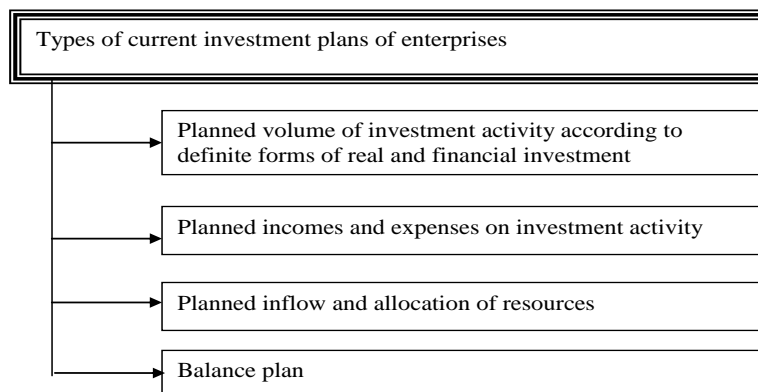 Types of current investment plans of enterprises
Planned volume of investment activity according to
definite forms of real and financial investment
Planned incomes and expenses on investment activity
Planned inflow and allocation of resources
Balance plan